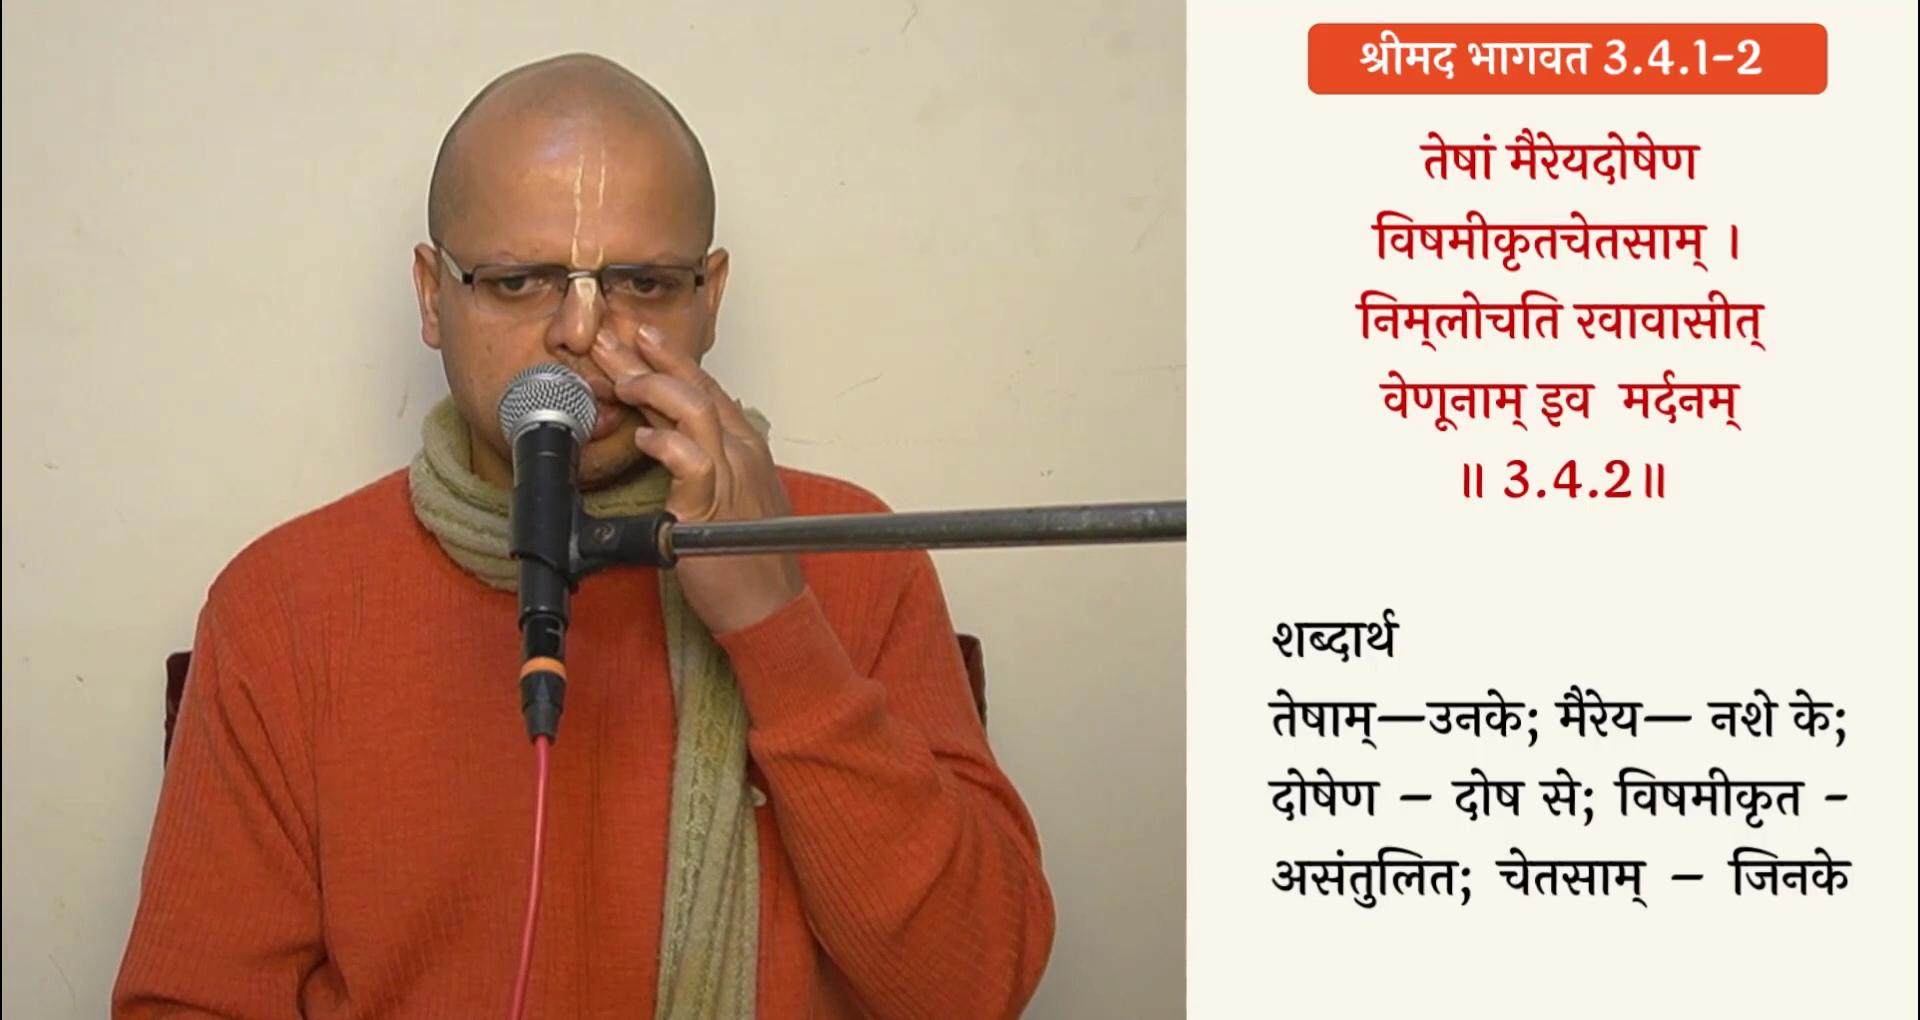 श्रीमद भागवत 3.4.1-2
तेषां मैरेयदोषेण
विषमीकृतचेतसाम् ।
निम्लोचति रवावासीत्
वेणूनाम् इव मर्दनम्
॥ 3.4.2॥
शब्दार्थ
तेषाम्—उनके; मैरेय— नशे के;
दोषेण – दोष से; विषमीकृत -
असंतुलित; चेतसाम् – जिनके